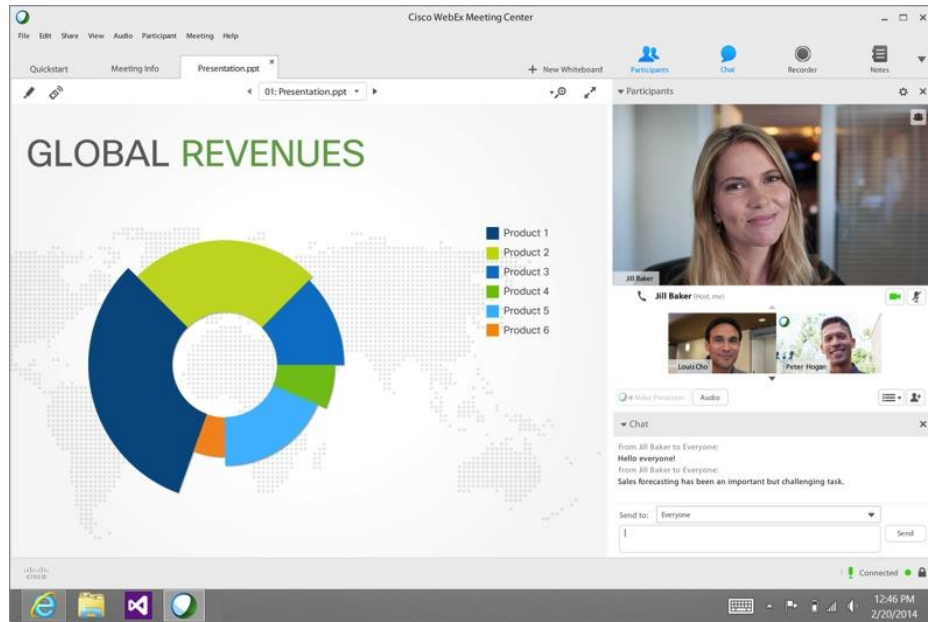 Cisco WebEx Meeting Center
File Edit Share View Audio Participant Meeting Help
Quickstart Meeting Info Presentation.ppt + New Whiteboard
Participants Chat Recorder Notes
01: Presentation.ppt
GLOBAL REVENUES
Product 1
Product 2
Product 3
Product 4
Product 5
Product 6
Participants
Jill Baker
Jill Baker (Host, me)
Louis Cho
Peter Hogan
Make Presenter Audio
Chat
from Jill Baker to Everyone:
Hello everyone!
from Jill Baker to Everyone:
Sales forecasting has been an important but challenging task.
Send to: Everyone
Send
CISCO
Connected
12:46 PM
2/20/2014